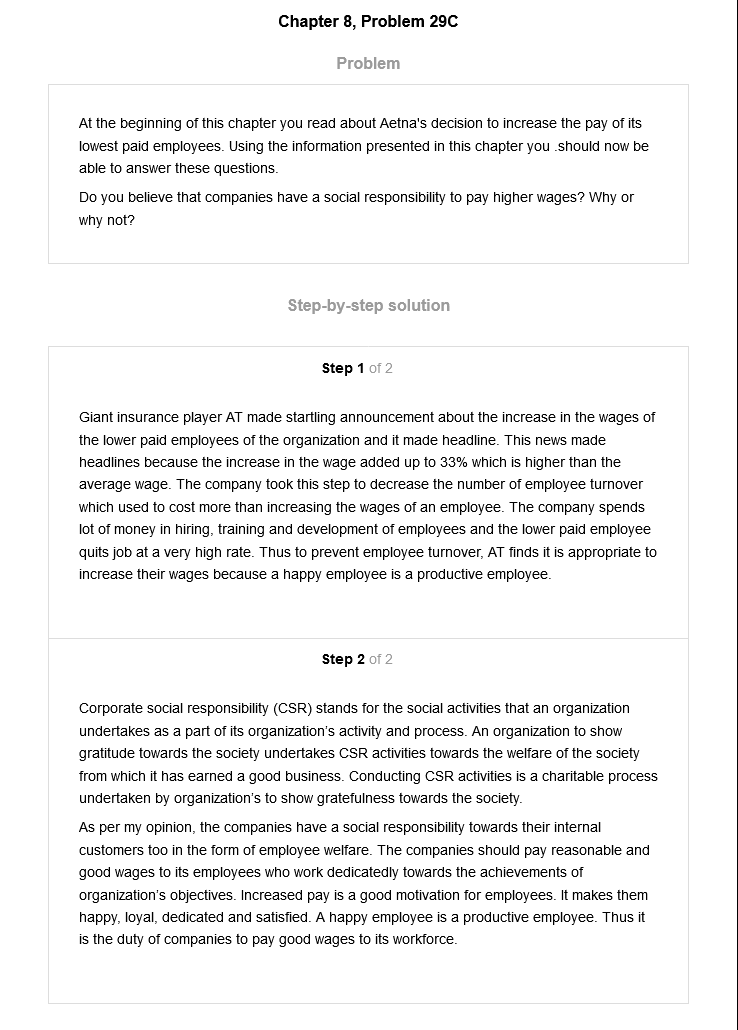 Chapter 8, Problem 29C
Problem
At the beginning of this chapter you read about Aetna's decision to increase the pay of its
lowest paid employees. Using the information presented in this chapter you .should now be
able to answer these questions.
Do you believe that companies have a social responsibility to pay higher wages? Why or
why not?
Step-by-step solution
Step 1 of 2
Giant insurance player AT made startling announcement about the increase in the wages of
the lower paid employees of the organization and it made headline. This news made
headlines because the increase in the wage added up to 33% which is higher than the
average wage. The company took this step to decrease the number of employee turnover
which used to cost more than increasing the wages of an employee. The company spends
lot of money in hiring, training and development of employees and the lower paid employee
quits job at a very high rate. Thus to prevent employee turnover, AT finds it is appropriate to
increase their wages because a happy employee is a productive employee.
Step 2 of 2
Corporate social responsibility (CSR) stands for the social activities that an organization
undertakes as a part of its organization's activity and process. An organization to show
gratitude towards the society undertakes CSR activities towards the welfare of the society
from which it has earned a good business. Conducting CSR activities is a charitable process
undertaken by organization's to show gratefulness towards the society.
As per my opinion, the companies have a social responsibility towards their internal
customers too in the form of employee welfare. The companies should pay reasonable and
good wages to its employees who work dedicatedly towards the achievements of
organization's objectives. Increased pay is a good motivation for employees. It makes them
happy, loyal, dedicated and satisfied. A happy employee is a productive employee. Thus it
is the duty of companies to pay good wages to its workforce.